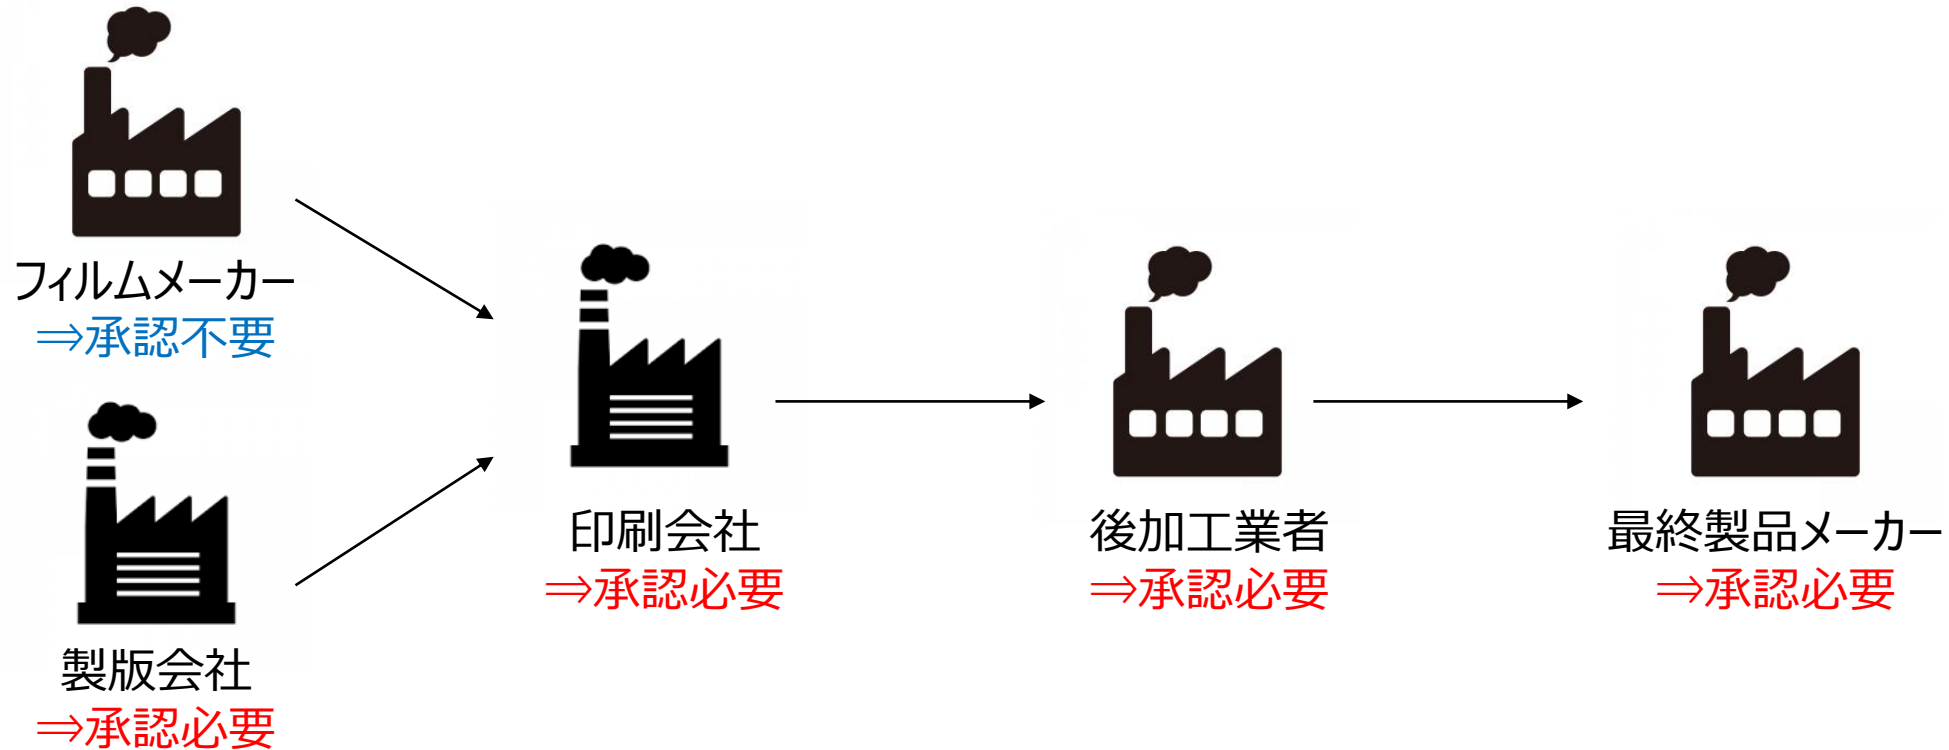 フィルムメーカー
⇒承認不要
製版会社
⇒承認必要
印刷会社
⇒承認必要
後加工業者
⇒承認必要
最終製品メーカー
⇒承認必要